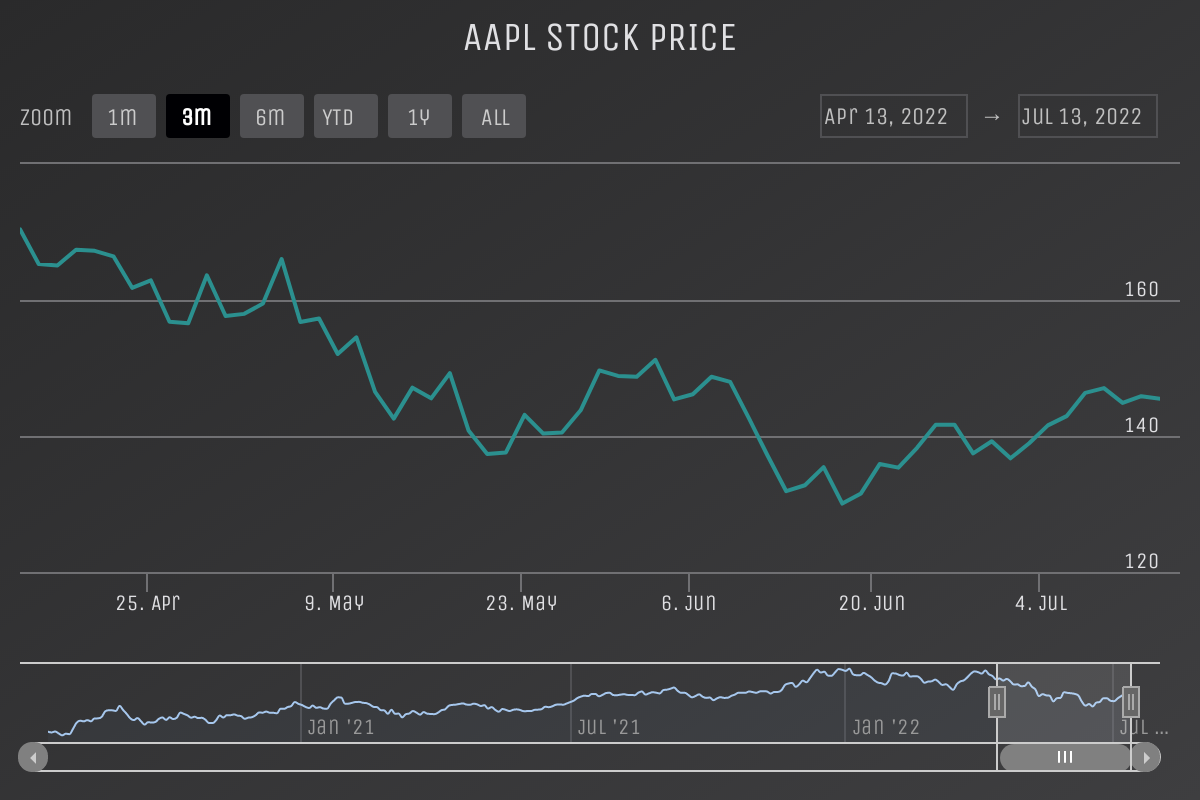 AAPL STOCK PRICE
Zoom 1m 3m 6m YTD 1y All Apr 13, 2022 → Jul 13, 2022
160
140
120
25. Apr 9. May 23. May 6. Jun 20. Jun 4. Jul
Jan '21 Jul '21 Jan '22 Jul …